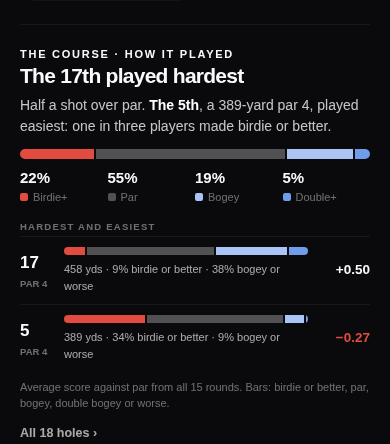 THE COURSE · HOW IT PLAYED
The 17th played hardest
Half a shot over par. The 5th, a 389-yard par 4, played
easiest: one in three players made birdie or better.
22% 55% 19% 5%
Birdie+ Par Bogey Double+
HARDEST AND EASIEST
17
PAR 4
458 yds · 9% birdie or better · 38% bogey or
worse
+0.50
5
PAR 4
389 yds · 34% birdie or better · 9% bogey or
worse
−0.27
Average score against par from all 15 rounds. Bars: birdie or better, par,
bogey, double bogey or worse.
All 18 holes ›